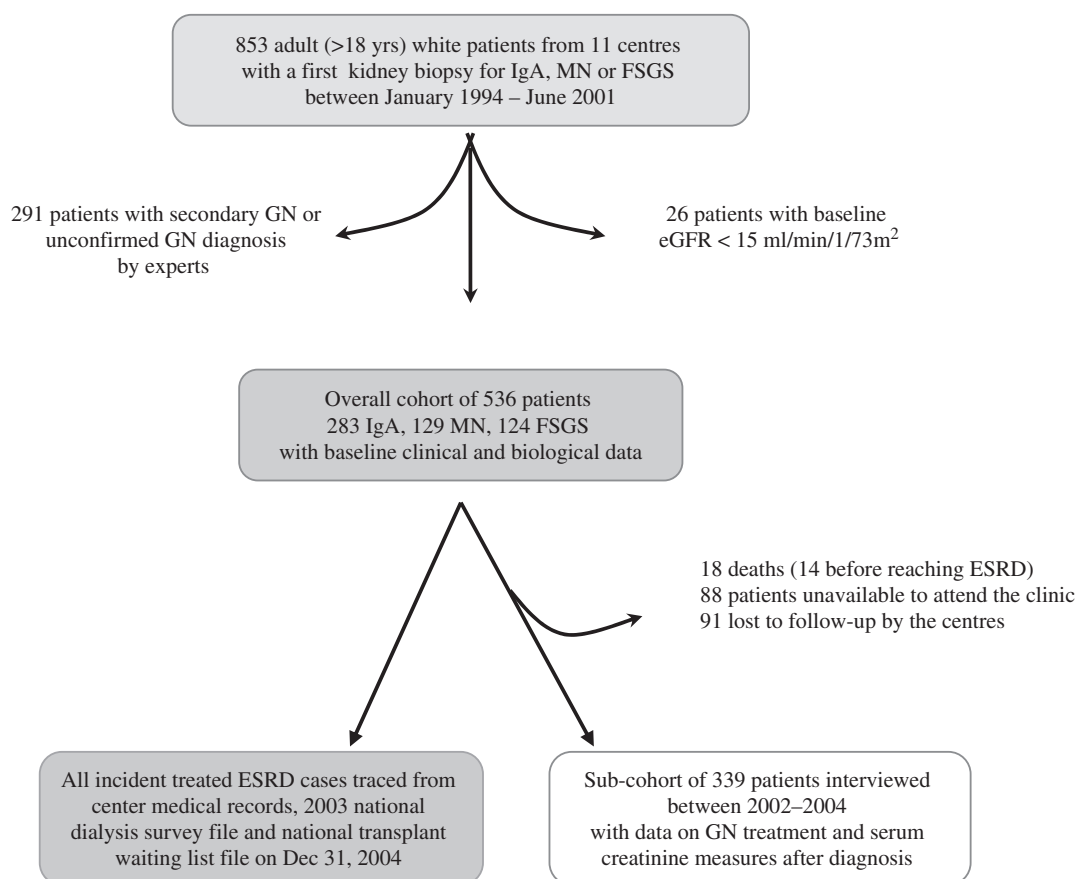 853 adult (>18 yrs) white patients from 11 centres
with a first kidney biopsy for IgA, MN or FSGS
between January 1994 – June 2001
291 patients with secondary GN or
unconfirmed GN diagnosis
by experts
26 patients with baseline
eGFR < 15 ml/min/1/73m²
Overall cohort of 536 patients
283 IgA, 129 MN, 124 FSGS
with baseline clinical and biological data
18 deaths (14 before reaching ESRD)
88 patients unavailable to attend the clinic
91 lost to follow-up by the centres
All incident treated ESRD cases traced from
center medical records, 2003 national
dialysis survey file and national transplant
waiting list file on Dec 31, 2004
Sub-cohort of 339 patients interviewed
between 2002–2004
with data on GN treatment and serum
creatinine measures after diagnosis